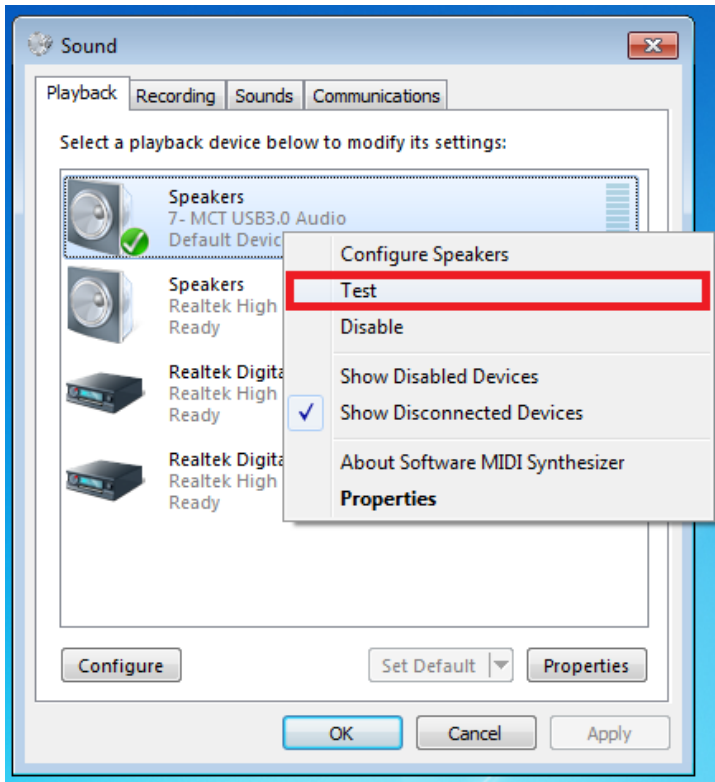 Sound
Playback Recording Sounds Communications
Select a playback device below to modify its settings:
Speakers
7- MCT USB3.0 Audio
Default Devic
Configure Speakers
Speakers
Test
Realtek High
Ready
Disable
Realtek Digita
Show Disabled Devices
Realtek High
Ready
Show Disconnected Devices
Realtek Digita
About Software MIDI Synthesizer
Realtek High
Ready
Properties
Configure Set Default Properties
OK Cancel Apply